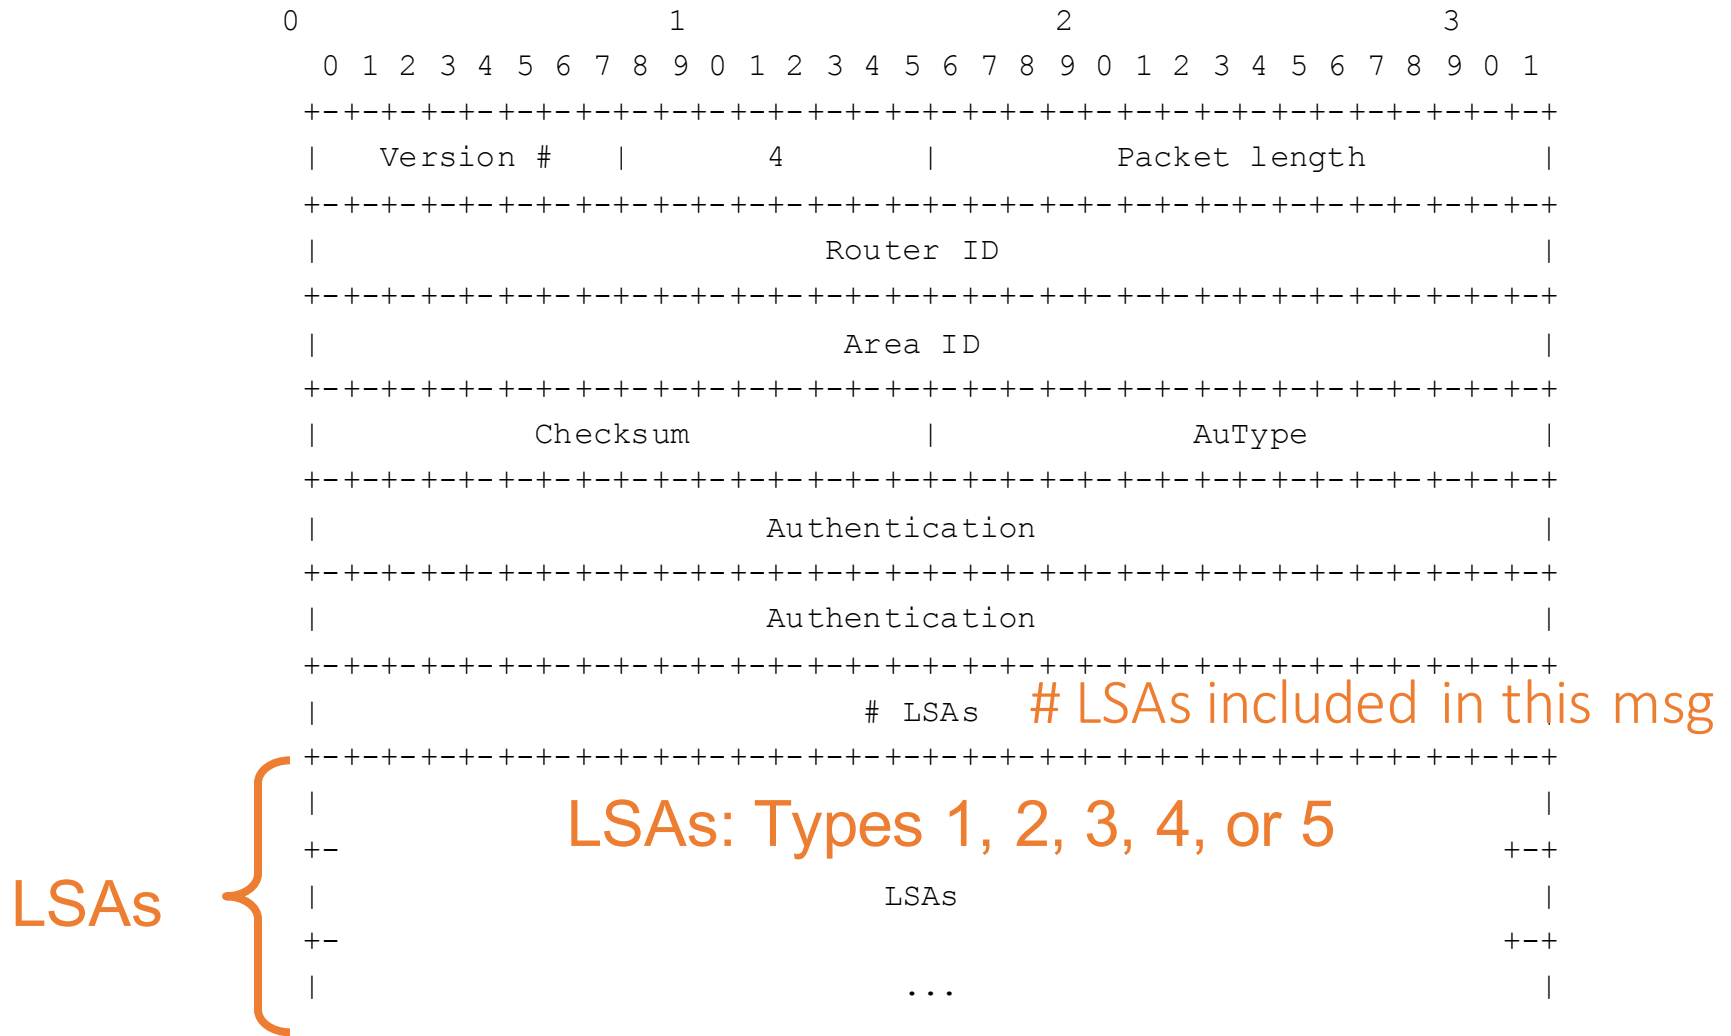 0                   1                   2                   3
0 1 2 3 4 5 6 7 8 9 0 1 2 3 4 5 6 7 8 9 0 1 2 3 4 5 6 7 8 9 0 1
+-+-+-+-+-+-+-+-+-+-+-+-+-+-+-+-+-+-+-+-+-+-+-+-+-+-+-+-+-+-+-+-+
|   Version #   |       4       |         Packet length         |
+-+-+-+-+-+-+-+-+-+-+-+-+-+-+-+-+-+-+-+-+-+-+-+-+-+-+-+-+-+-+-+-+
|                          Router ID                            |
+-+-+-+-+-+-+-+-+-+-+-+-+-+-+-+-+-+-+-+-+-+-+-+-+-+-+-+-+-+-+-+-+
|                           Area ID                             |
+-+-+-+-+-+-+-+-+-+-+-+-+-+-+-+-+-+-+-+-+-+-+-+-+-+-+-+-+-+-+-+-+
|           Checksum            |             AuType            |
+-+-+-+-+-+-+-+-+-+-+-+-+-+-+-+-+-+-+-+-+-+-+-+-+-+-+-+-+-+-+-+-+
|                       Authentication                          |
+-+-+-+-+-+-+-+-+-+-+-+-+-+-+-+-+-+-+-+-+-+-+-+-+-+-+-+-+-+-+-+-+
|                       Authentication                          |
+-+-+-+-+-+-+-+-+-+-+-+-+-+-+-+-+-+-+-+-+-+-+-+-+-+-+-+-+-+-+-+-+
|                            # LSAs                             |
# LSAs included in this msg
+-+-+-+-+-+-+-+-+-+-+-+-+-+-+-+-+-+-+-+-+-+-+-+-+-+-+-+-+-+-+-+-+
|                                                               |
LSAs: Types 1, 2, 3, 4, or 5
+-                                                            +-+
LSAs
|                             LSAs                              |
+-                                                            +-+
|                              ...                              |